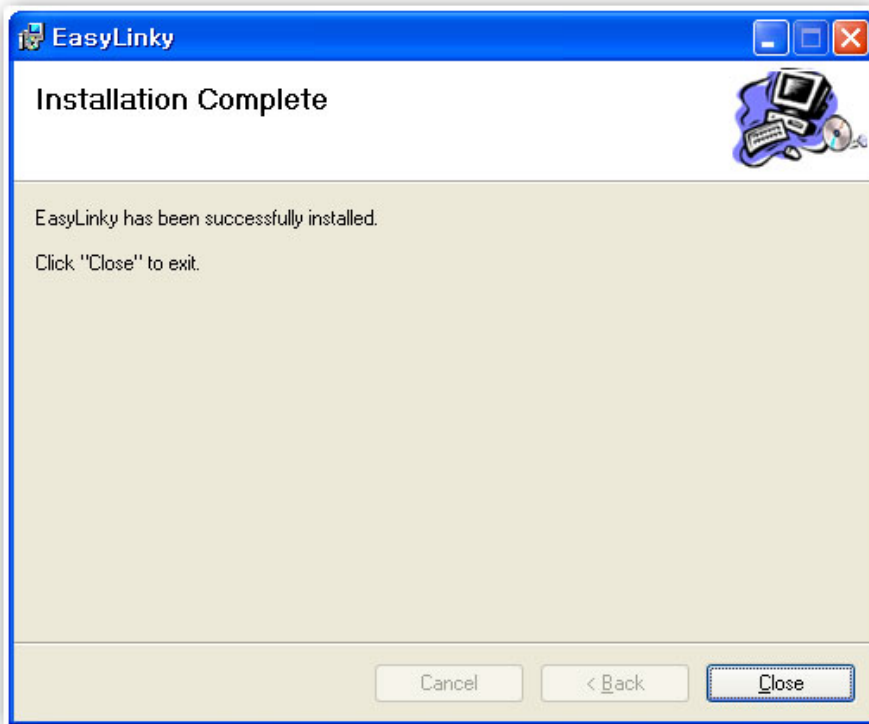 EasyLinky
Installation Complete
EasyLinky has been successfully installed.
Click "Close" to exit.
Cancel
< Back
Close